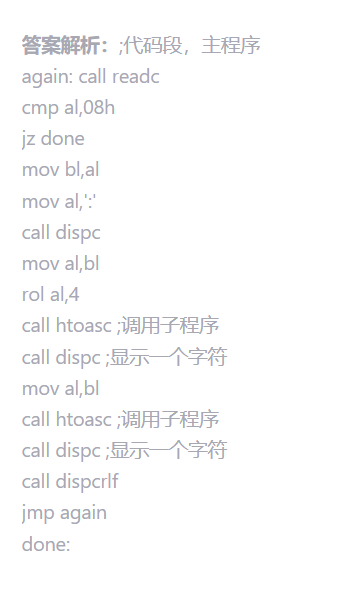 答案解析：;代码段，主程序
again: call readc
cmp al,08h
jz done
mov bl,al
mov al,':'
call dispc
mov al,bl
rol al,4
call htoasc ;调用子程序
call dispc ;显示一个字符
mov al,bl
call htoasc ;调用子程序
call dispc ;显示一个字符
call dispcrlf
jmp again
done: